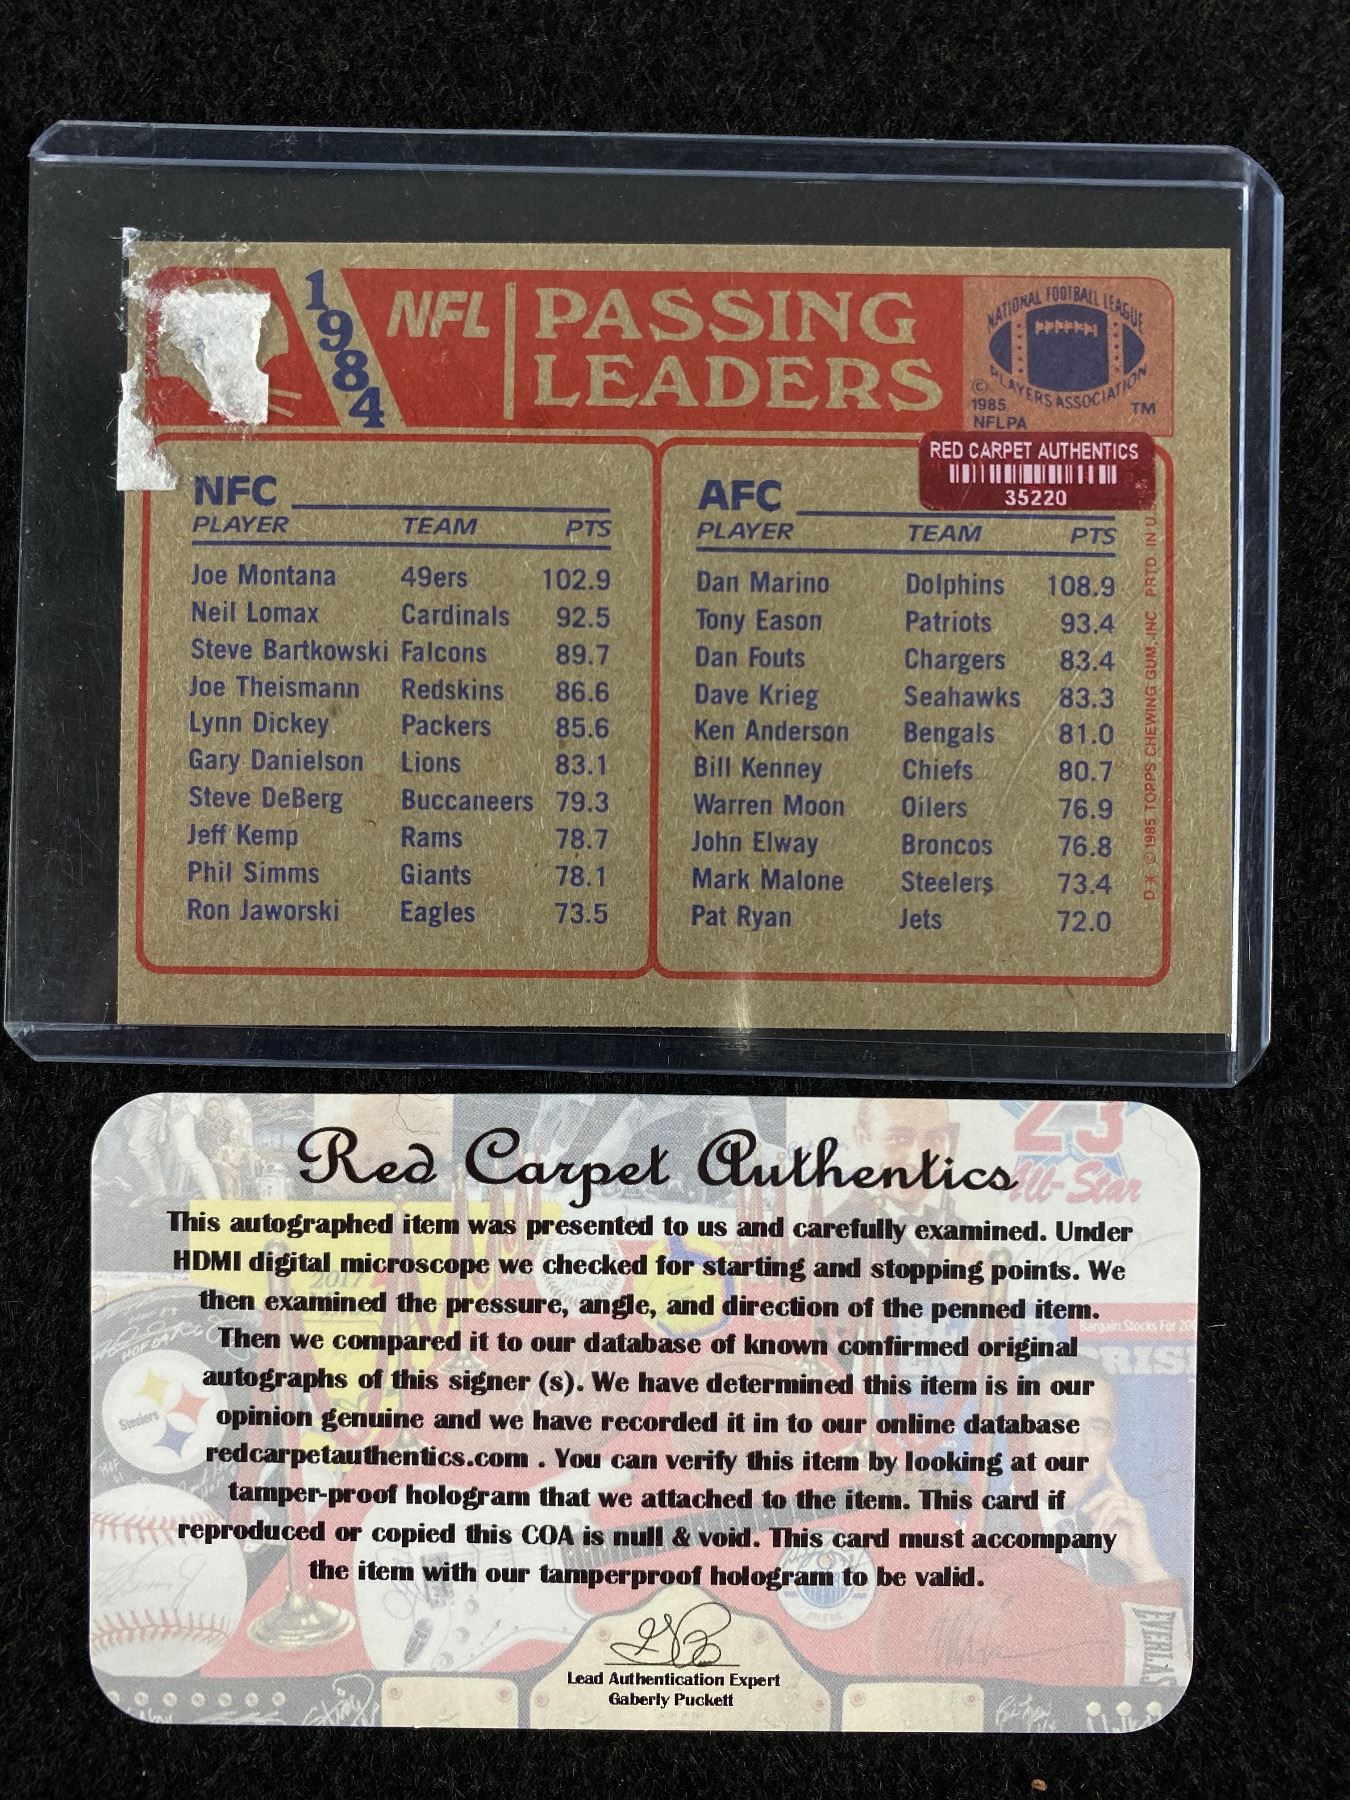 1984
NFL PASSING LEADERS
NATIONAL FOOTBALL LEAGUE
PLAYERS ASSOCIATION
© 1985 NFLPA
TM
RED CARPET AUTHENTICS
35220
NFC
PLAYER TEAM PTS
Joe Montana 49ers 102.9
Neil Lomax Cardinals 92.5
Steve Bartkowski Falcons 89.7
Joe Theismann Redskins 86.6
Lynn Dickey Packers 85.6
Gary Danielson Lions 83.1
Steve DeBerg Buccaneers 79.3
Jeff Kemp Rams 78.7
Phil Simms Giants 78.1
Ron Jaworski Eagles 73.5
AFC
PLAYER TEAM PTS
Dan Marino Dolphins 108.9
Tony Eason Patriots 93.4
Dan Fouts Chargers 83.4
Dave Krieg Seahawks 83.3
Ken Anderson Bengals 81.0
Bill Kenney Chiefs 80.7
Warren Moon Oilers 76.9
John Elway Broncos 76.8
Mark Malone Steelers 73.4
Pat Ryan Jets 72.0
D * © 1985 TOPPS CHEWING GUM, INC. PRTD IN U.S.
Red Carpet Authentics
This autographed item was presented to us and carefully examined. Under
HDMI digital microscope we checked for starting and stopping points. We
then examined the pressure, angle, and direction of the penned item.
Then we compared it to our database of known confirmed original
autographs of this signer (s). We have determined this item is in our
opinion genuine and we have recorded it in to our online database
redcarpetauthentics.com . You can verify this item by looking at our
tamper-proof hologram that we attached to the item. This card if
reproduced or copied this COA is null & void. This card must accompany
the item with our tamperproof hologram to be valid.
Lead Authentication Expert
Gaberly Puckett
23
All-Star
2017
Bargain Stocks For 200
Steelers
EVERLAS